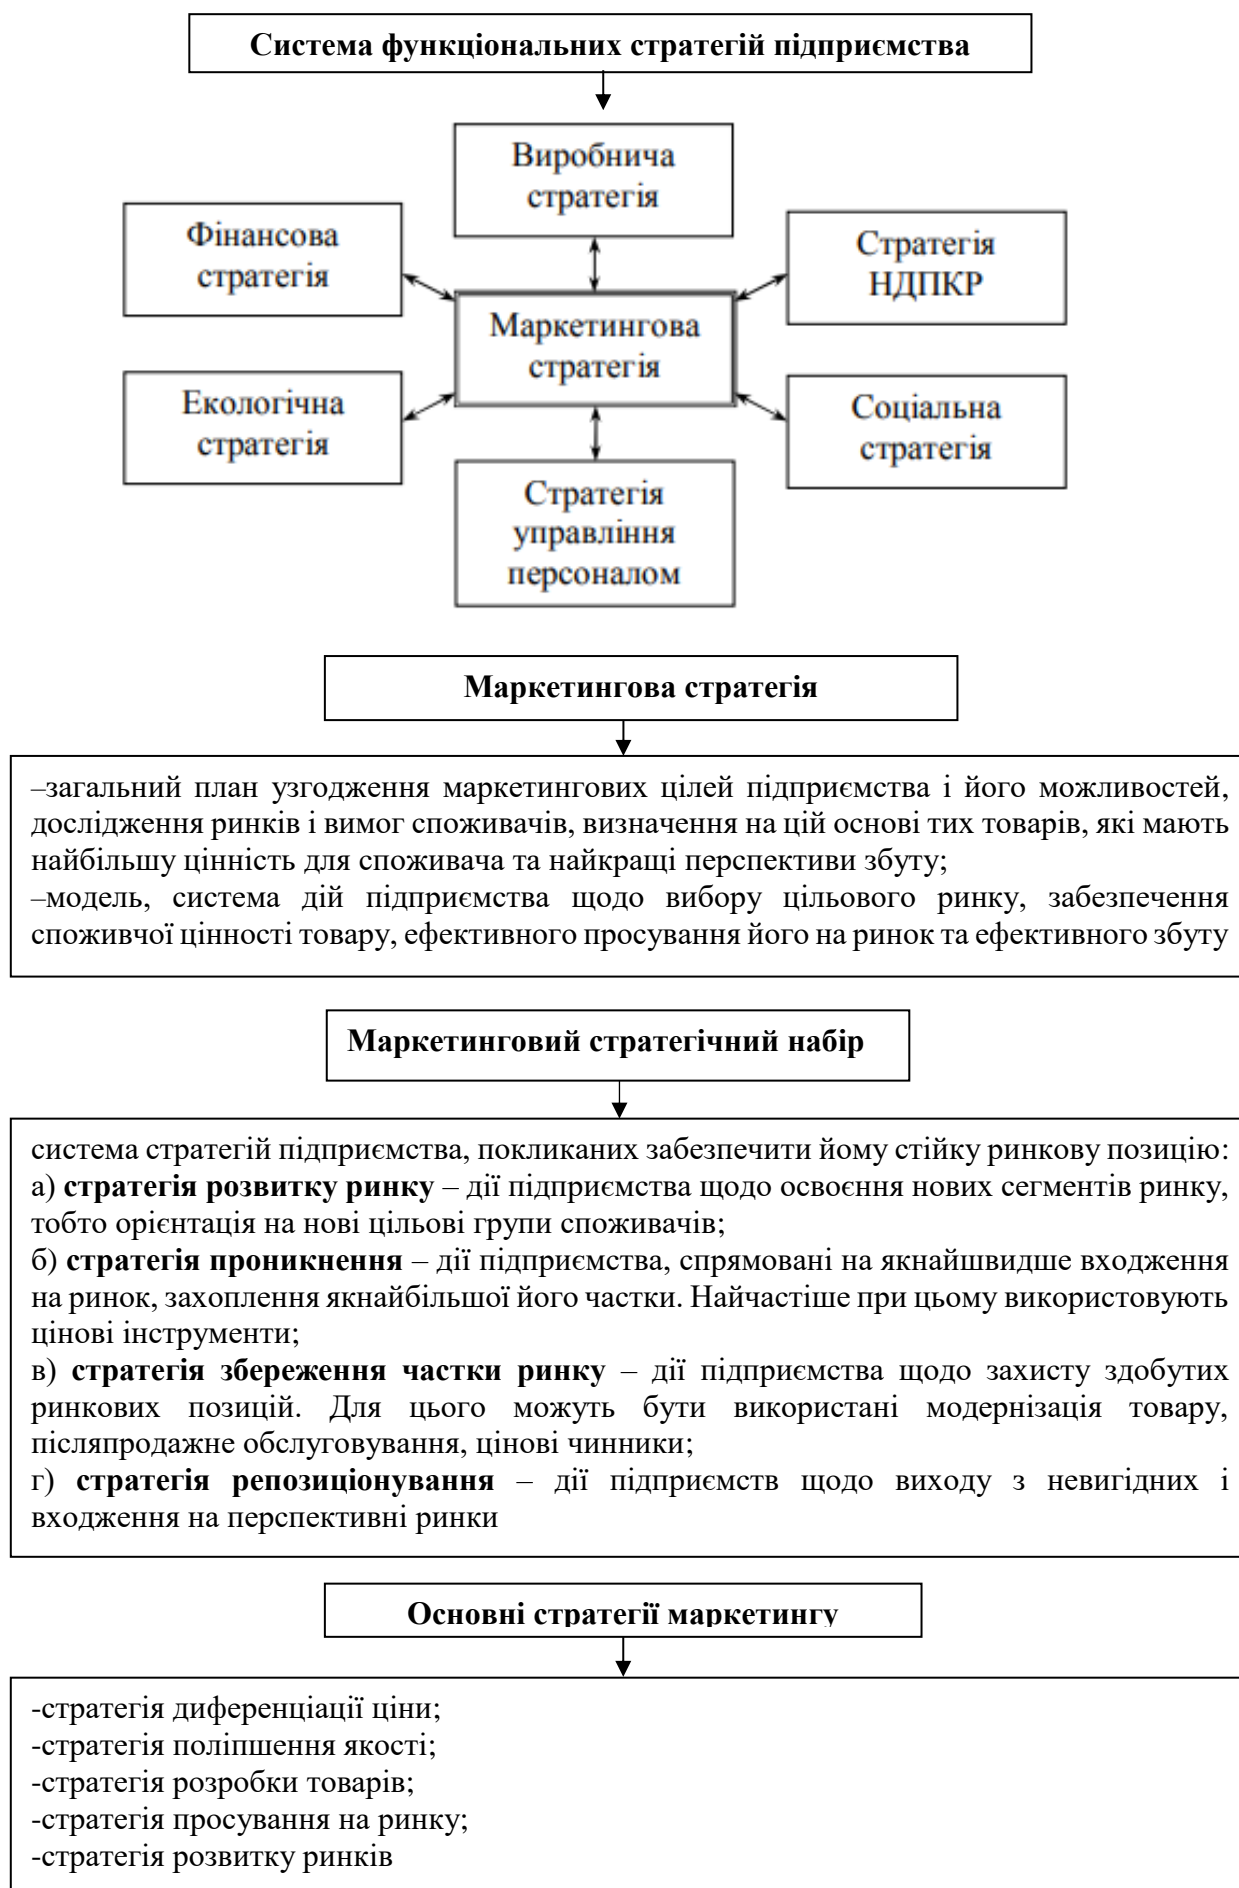 Система функціональних стратегій підприємства
Виробнича
стратегія
Фінансова
стратегія
Стратегія
НДПКР
Маркетингова
стратегія
Екологічна
стратегія
Соціальна
стратегія
Стратегія
управління
персоналом
Маркетингова стратегія
–загальний план узгодження маркетингових цілей підприємства і його можливостей,
дослідження ринків і вимог споживачів, визначення на цій основі тих товарів, які мають
найбільшу цінність для споживача та найкращі перспективи збуту;
–модель, система дій підприємства щодо вибору цільового ринку, забезпечення
споживчої цінності товару, ефективного просування його на ринок та ефективного збуту
Маркетинговий стратегічний набір
система стратегій підприємства, покликаних забезпечити йому стійку ринкову позицію:
а) стратегія розвитку ринку – дії підприємства щодо освоєння нових сегментів ринку,
тобто орієнтація на нові цільові групи споживачів;
б) стратегія проникнення – дії підприємства, спрямовані на якнайшвидше входження
на ринок, захоплення якнайбільшої його частки. Найчастіше при цьому використовують
цінові інструменти;
в) стратегія збереження частки ринку – дії підприємства щодо захисту здобутих
ринкових позицій. Для цього можуть бути використані модернізація товару,
післяпродажне обслуговування, цінові чинники;
г) стратегія репозиціонування – дії підприємств щодо виходу з невигідних і
входження на перспективні ринки
Основні стратегії маркетингу
-стратегія диференціації ціни;
-стратегія поліпшення якості;
-стратегія розробки товарів;
-стратегія просування на ринку;
-стратегія розвитку ринків